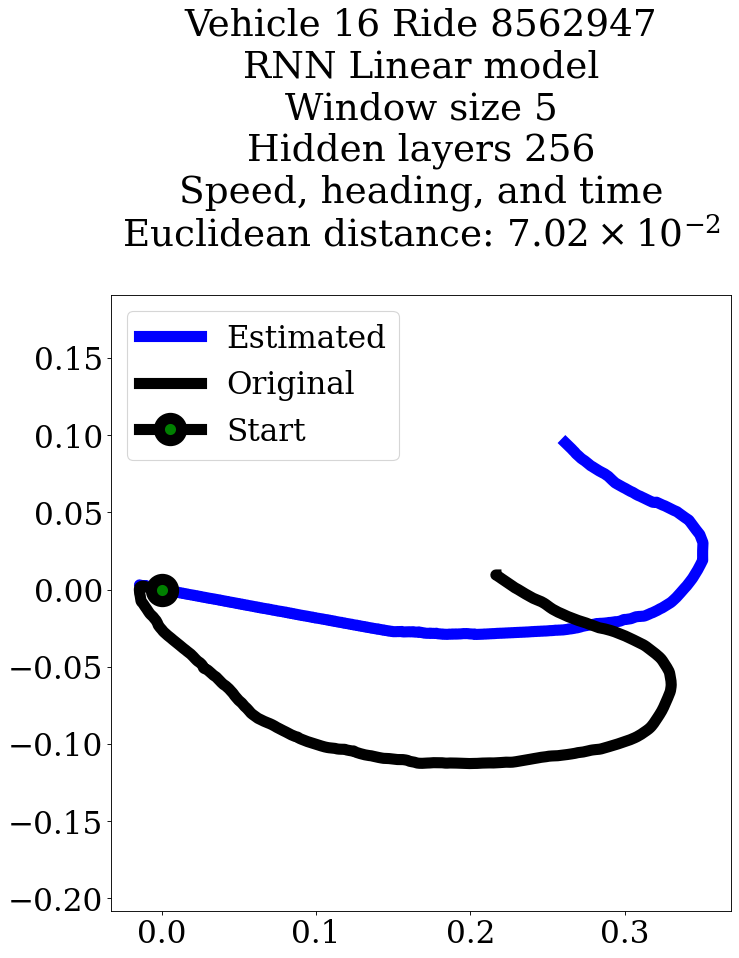 Vehicle 16 Ride 8562947
RNN Linear model
Window size 5
Hidden layers 256
Speed, heading, and time
Euclidean distance: 7.02 × 10⁻²
Estimated
Original
Start
0.15
0.10
0.05
0.00
−0.05
−0.10
−0.15
−0.20
0.0 0.1 0.2 0.3